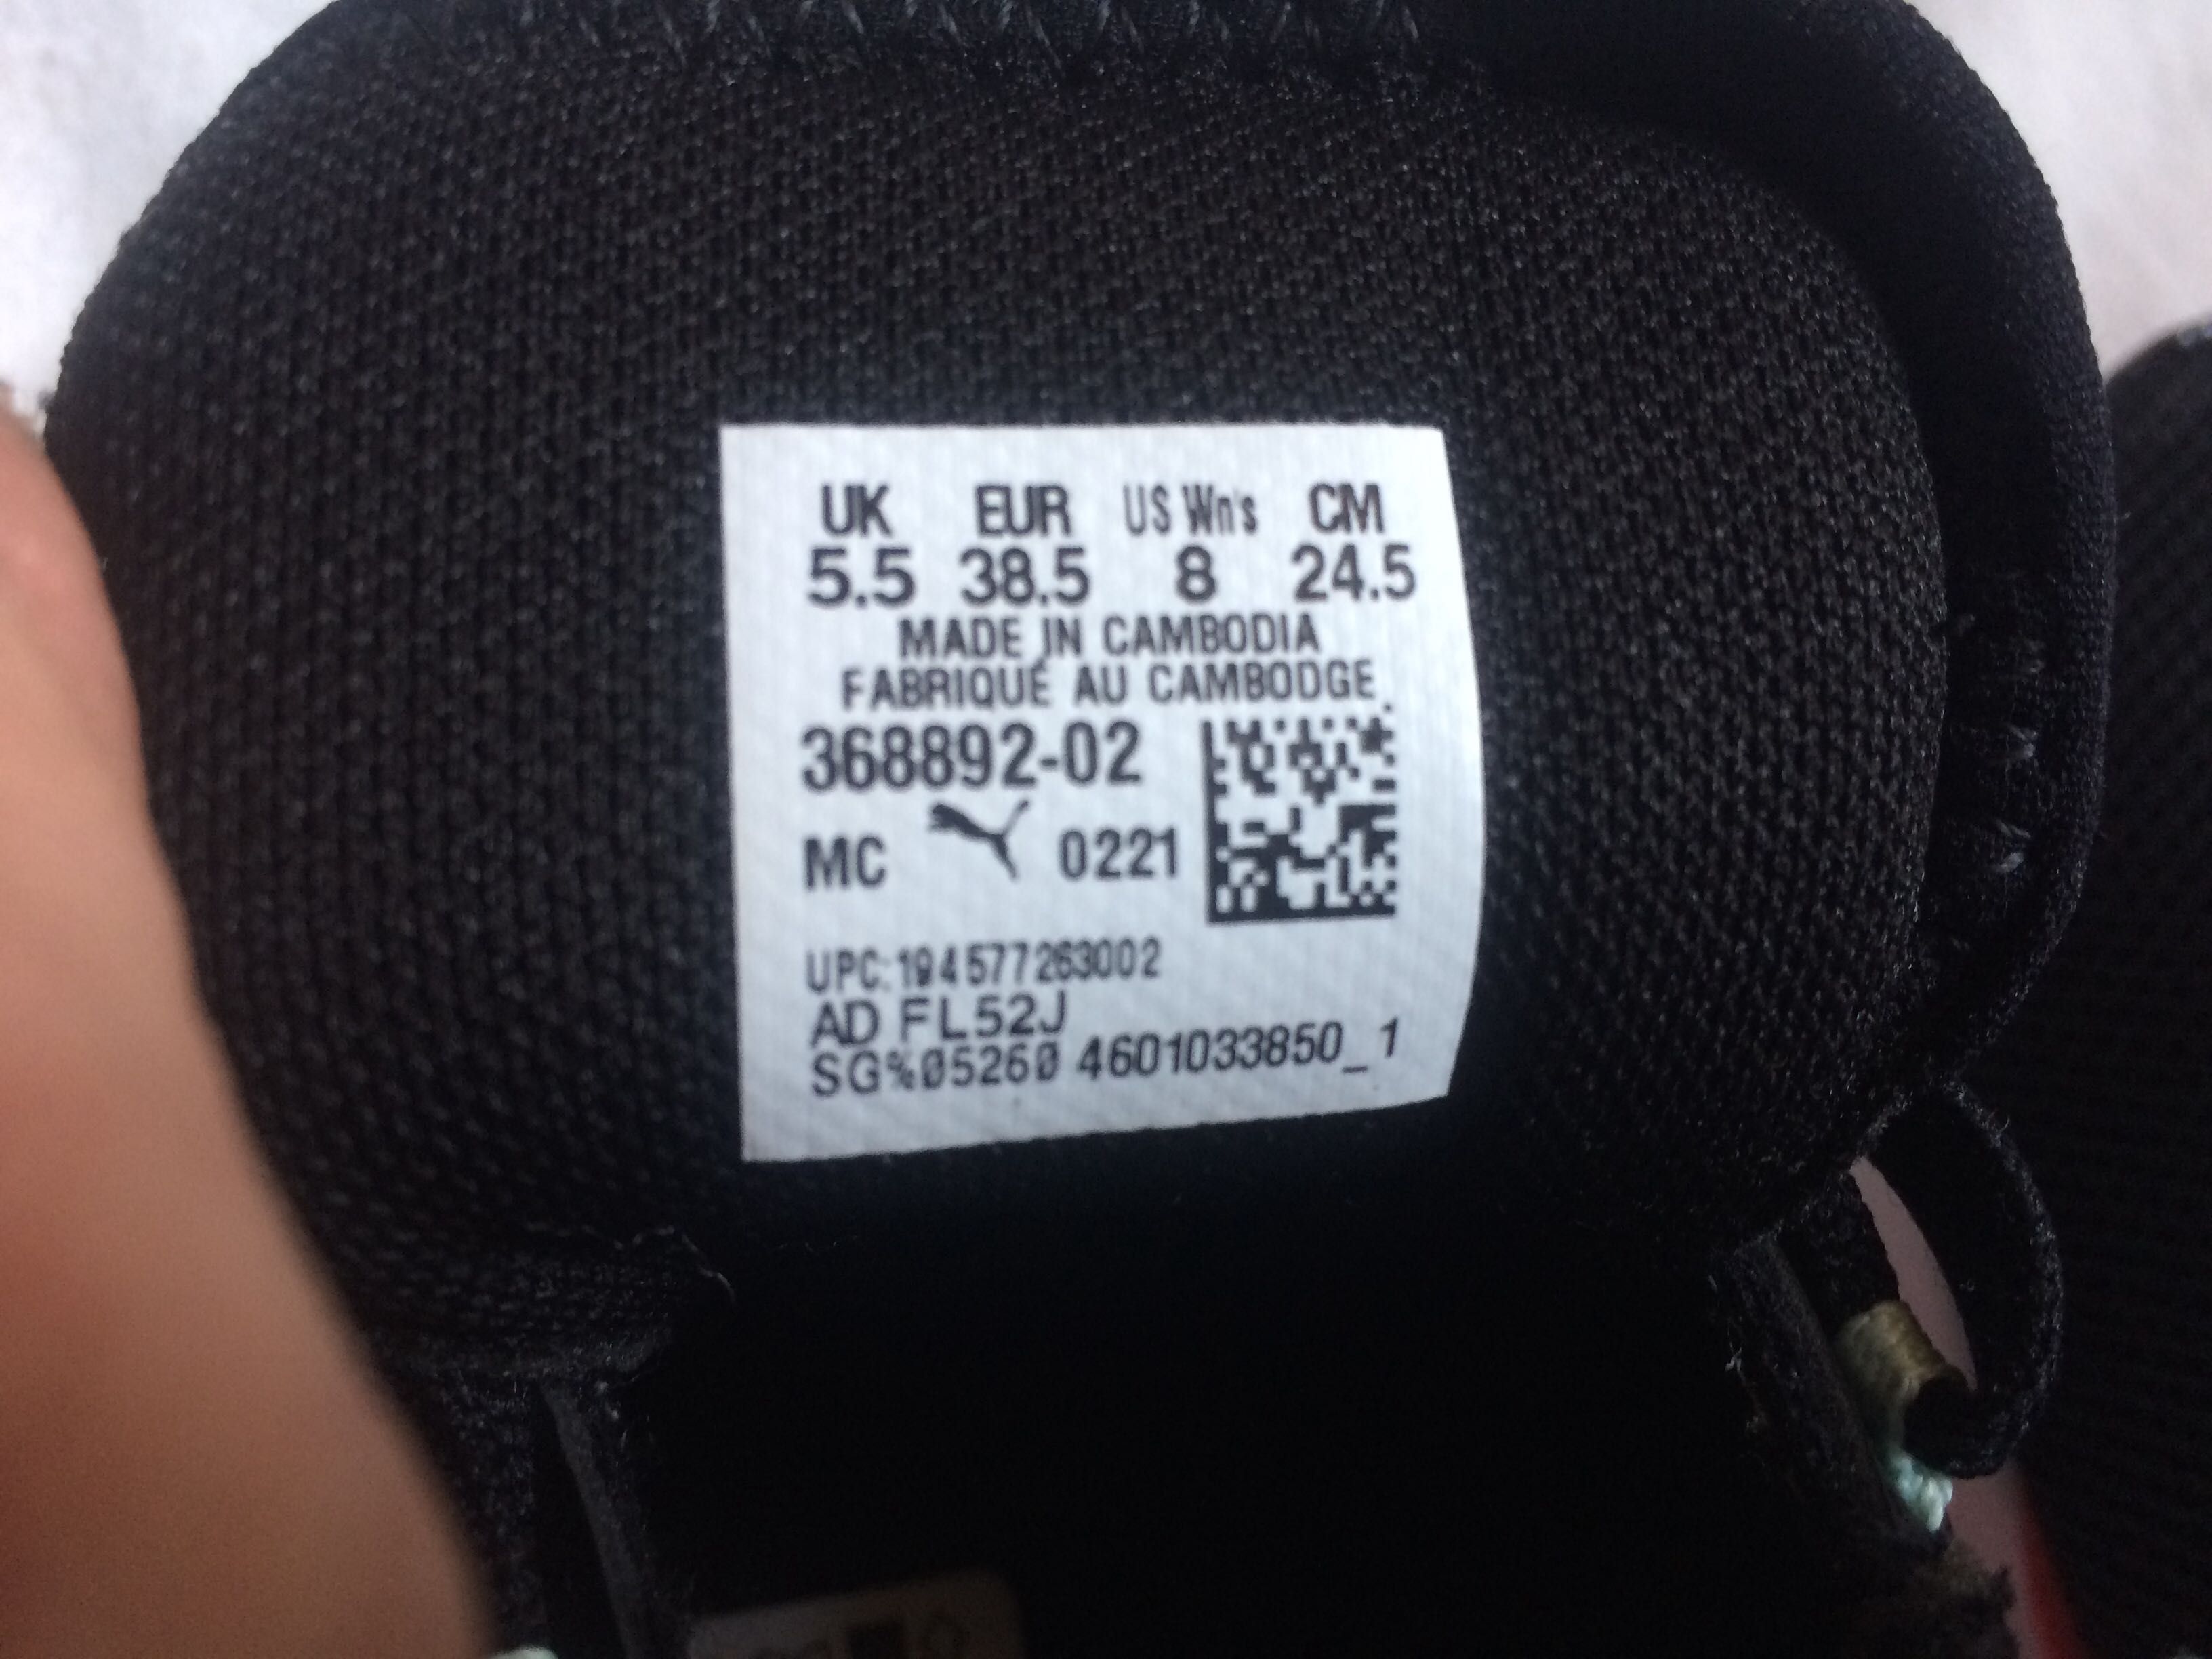 UK EUR US Wn's CM
5.5 38.5 8 24.5
MADE IN CAMBODIA
FABRIQUÉ AU CAMBODGE
368892-02
MC 0221
UPC:194577263002
AD FL52J
SG%05260 4601033850_1